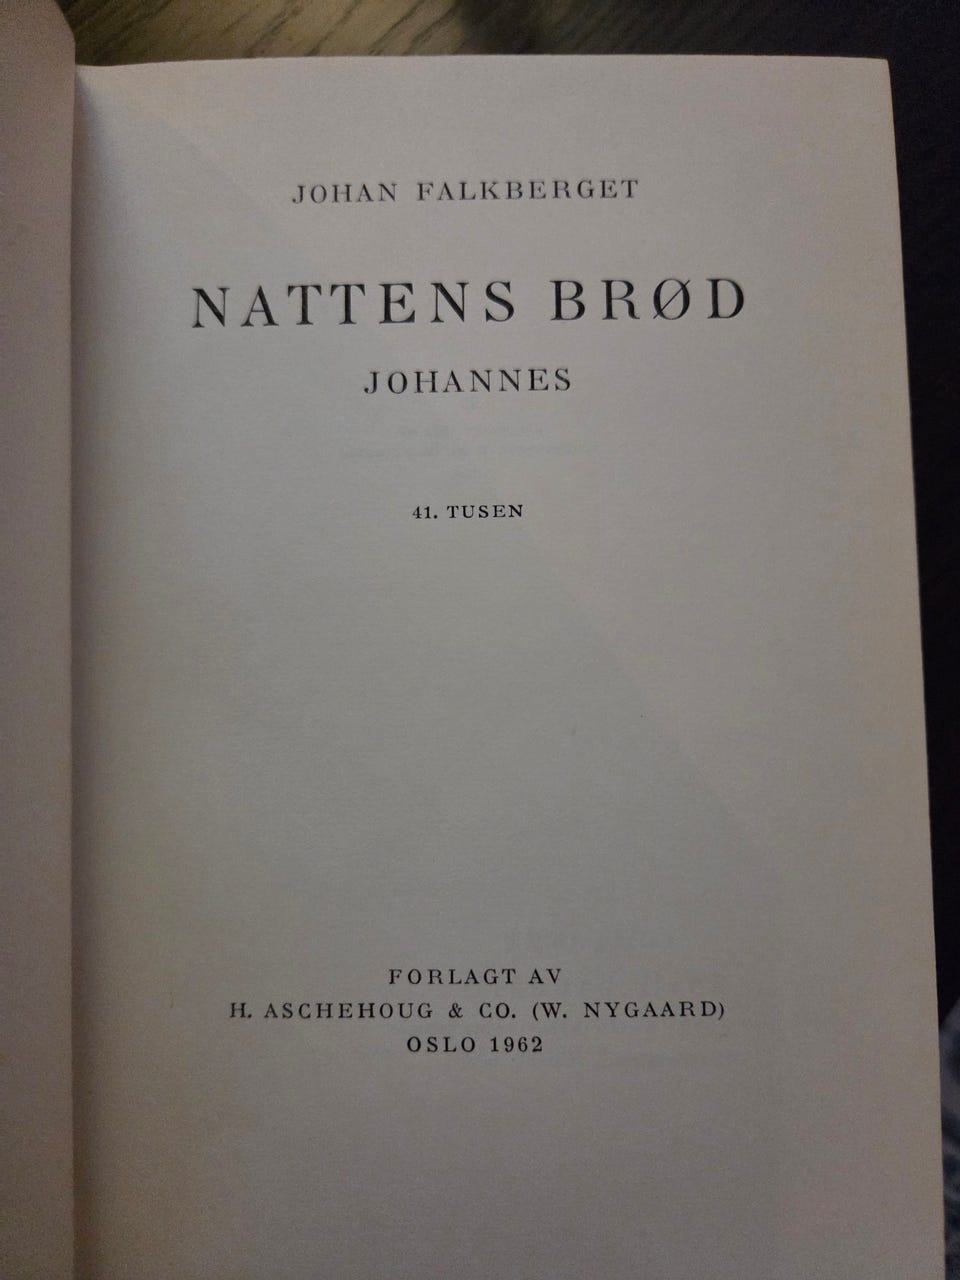 JOHAN FALKBERGET
NATTENS BRØD
JOHANNES
41. TUSEN
FORLAGT AV
H. ASCHEHOUG & CO. (W. NYGAARD)
OSLO 1962